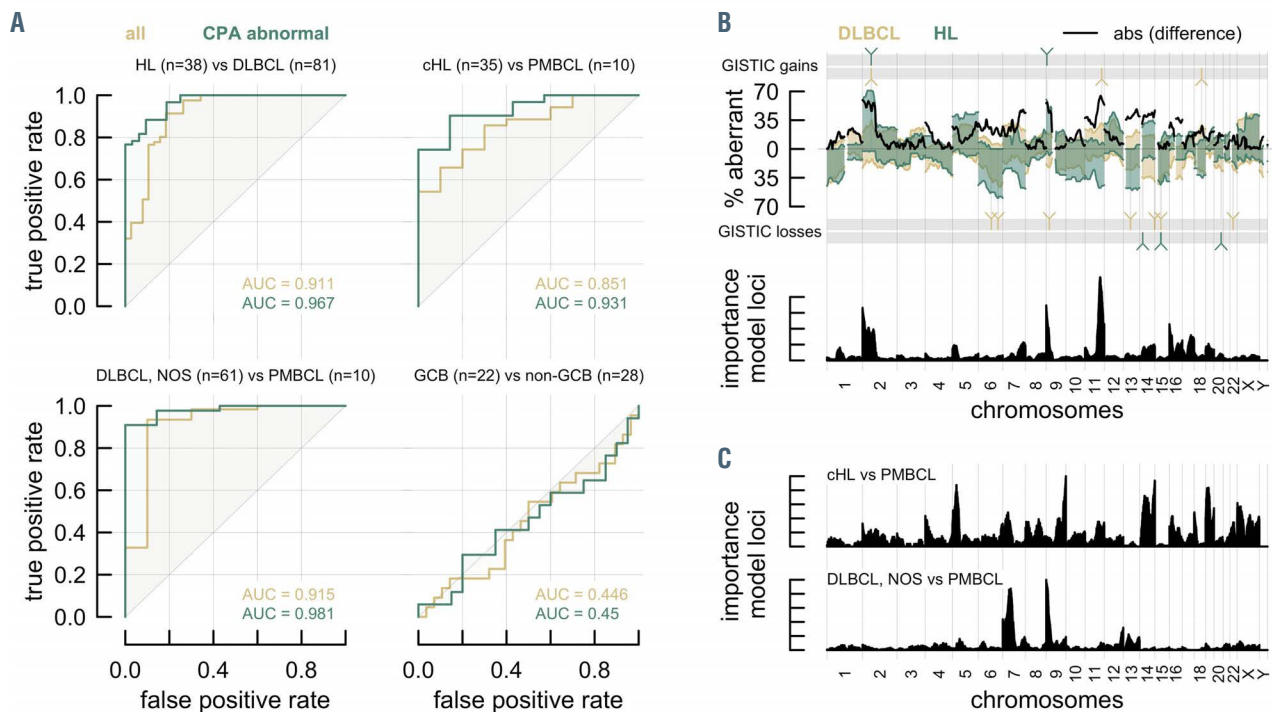 A
all CPA abnormal
HL (n=38) vs DLBCL (n=81)
cHL (n=35) vs PMBCL (n=10)
true positive rate
1.0
0.8
0.6
0.4
0.2
0.0
AUC = 0.911
AUC = 0.967
AUC = 0.851
AUC = 0.931
DLBCL, NOS (n=61) vs PMBCL (n=10)
GCB (n=22) vs non-GCB (n=28)
true positive rate
1.0
0.8
0.6
0.4
0.2
0.0
AUC = 0.915
AUC = 0.981
AUC = 0.446
AUC = 0.45
0.0 0.4 0.8
0.0 0.4 0.8
false positive rate
false positive rate
B
DLBCL HL abs (difference)
GISTIC gains
% aberrant
70
35
0
35
70
GISTIC losses
importance
model loci
1 2 3 4 5 6 7 8 9 10 11 12 13 14 15 16 18 20 22 X Y
chromosomes
C
cHL vs PMBCL
importance
model loci
DLBCL, NOS vs PMBCL
1 2 3 4 5 6 7 8 9 10 11 12 13 14 15 16 18 20 22 X Y
chromosomes